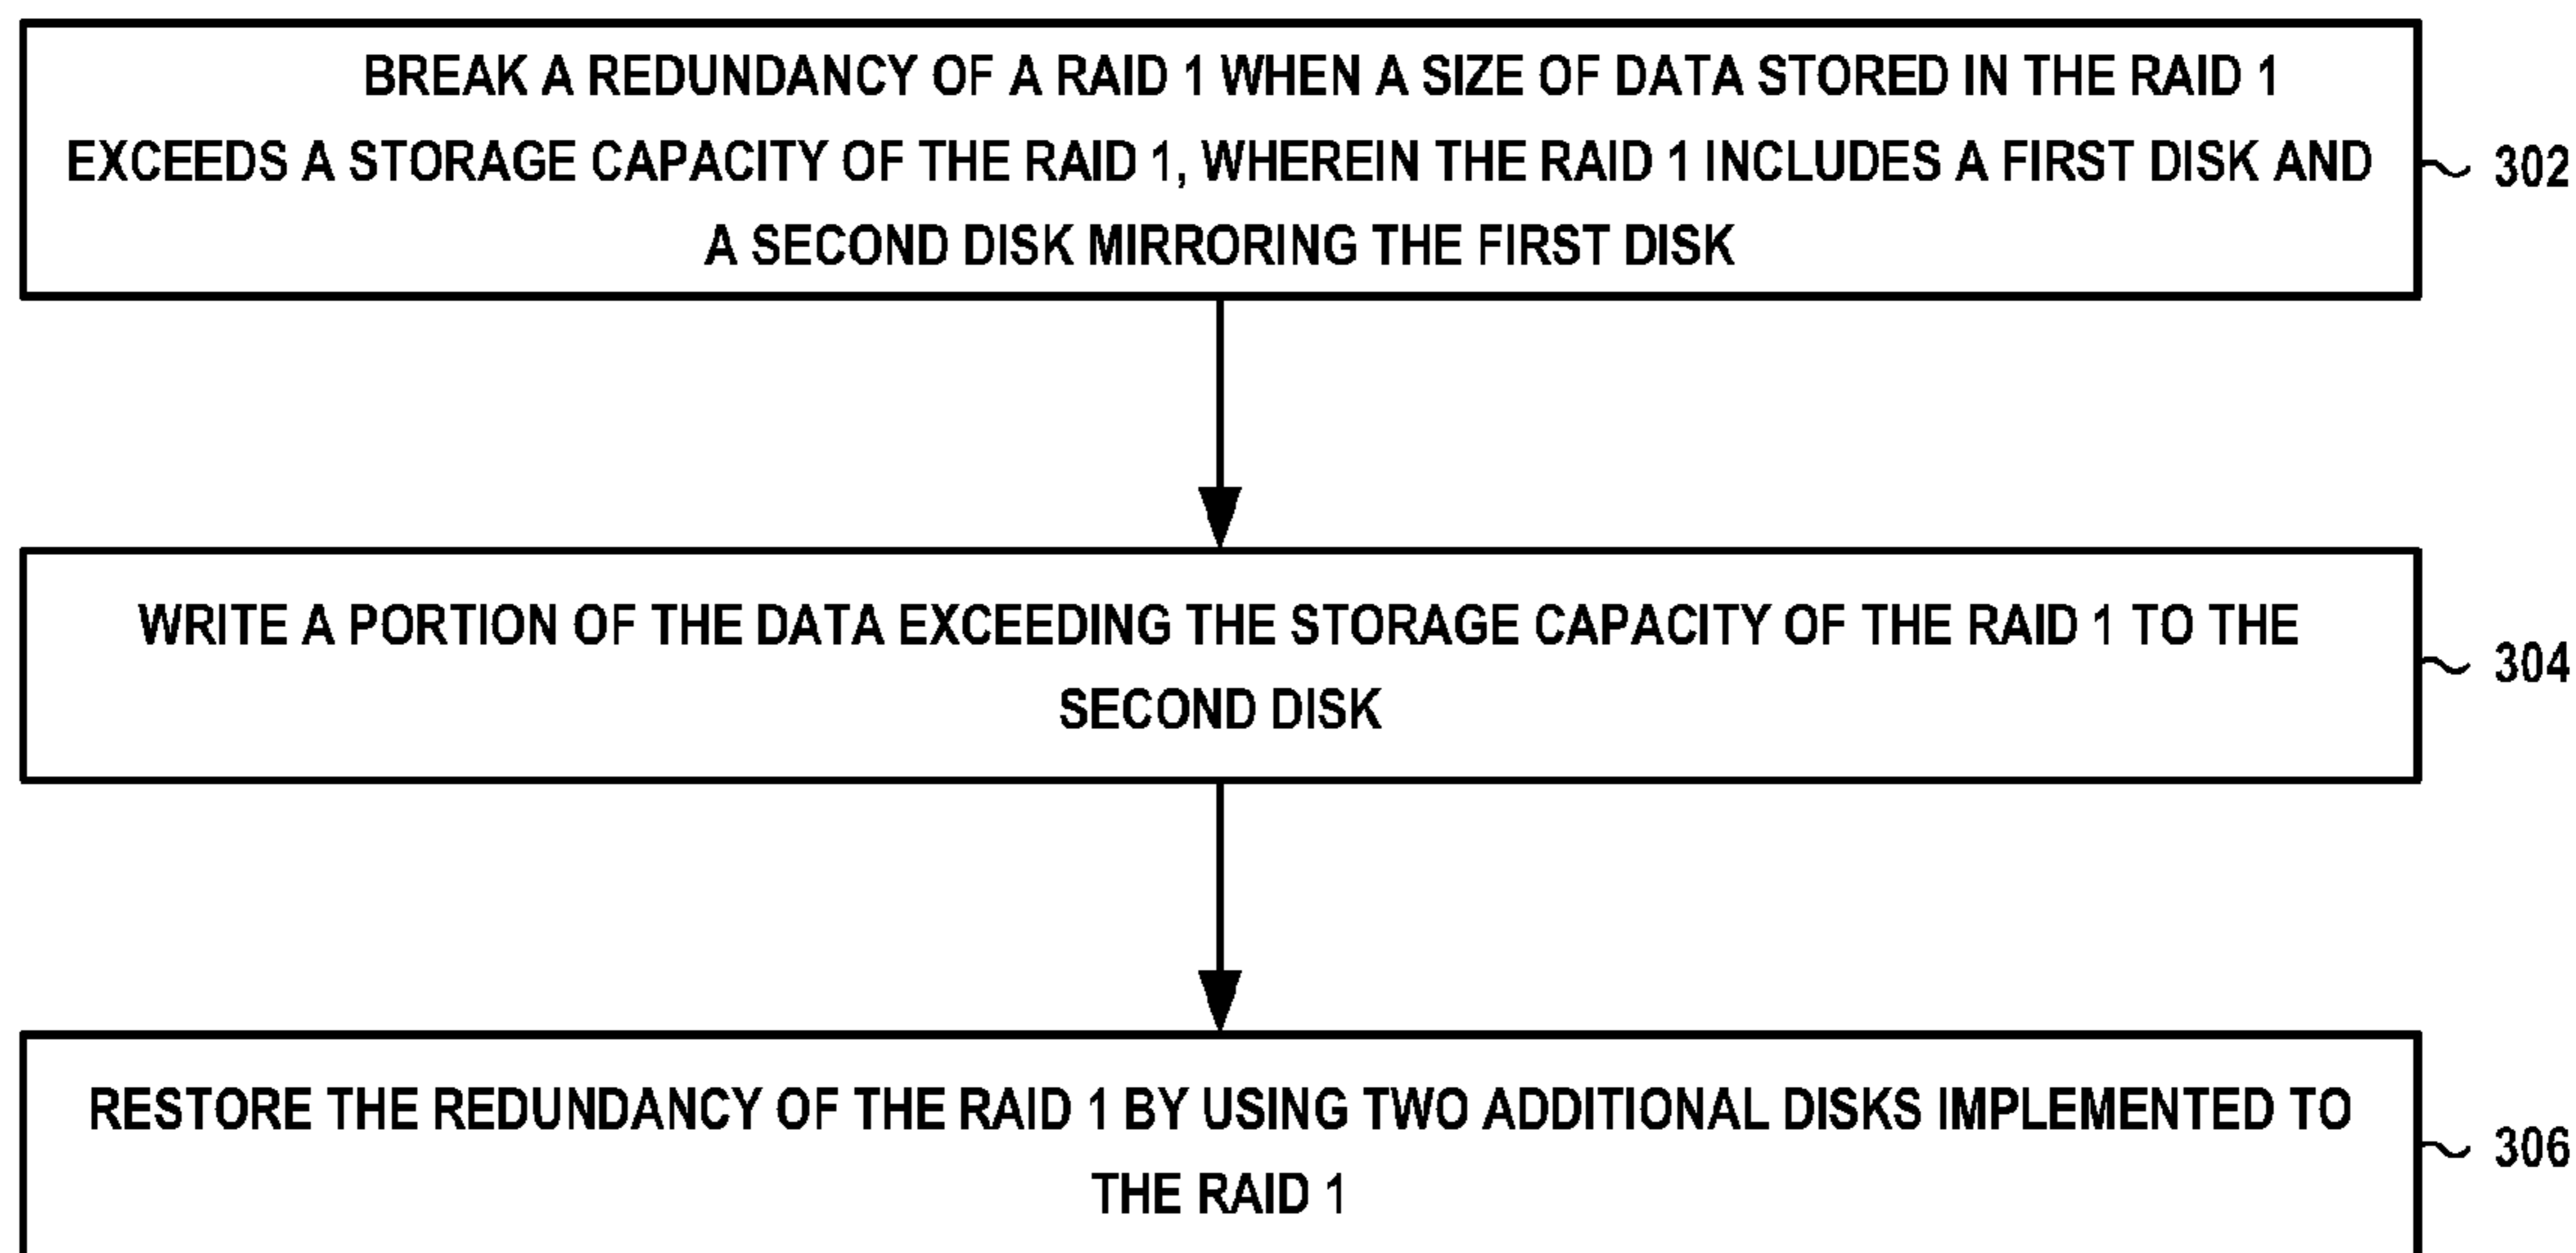 BREAK A REDUNDANCY OF A RAID 1 WHEN A SIZE OF DATA STORED IN THE RAID 1
EXCEEDS A STORAGE CAPACITY OF THE RAID 1, WHEREIN THE RAID 1 INCLUDES A FIRST DISK AND
A SECOND DISK MIRRORING THE FIRST DISK
302
WRITE A PORTION OF THE DATA EXCEEDING THE STORAGE CAPACITY OF THE RAID 1 TO THE
SECOND DISK
304
RESTORE THE REDUNDANCY OF THE RAID 1 BY USING TWO ADDITIONAL DISKS IMPLEMENTED TO
THE RAID 1
306